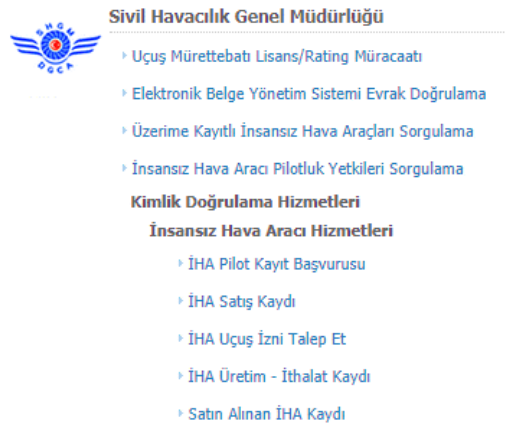 Sivil Havacılık Genel Müdürlüğü
SHGM
DGCA
Uçuş Mürettebatı Lisans/Rating Müracaatı
Elektronik Belge Yönetim Sistemi Evrak Doğrulama
Üzerime Kayıtlı İnsansız Hava Araçları Sorgulama
İnsansız Hava Aracı Pilotluk Yetkileri Sorgulama
Kimlik Doğrulama Hizmetleri
İnsansız Hava Aracı Hizmetleri
İHA Pilot Kayıt Başvurusu
İHA Satış Kaydı
İHA Uçuş İzni Talep Et
İHA Üretim - İthalat Kaydı
Satın Alınan İHA Kaydı